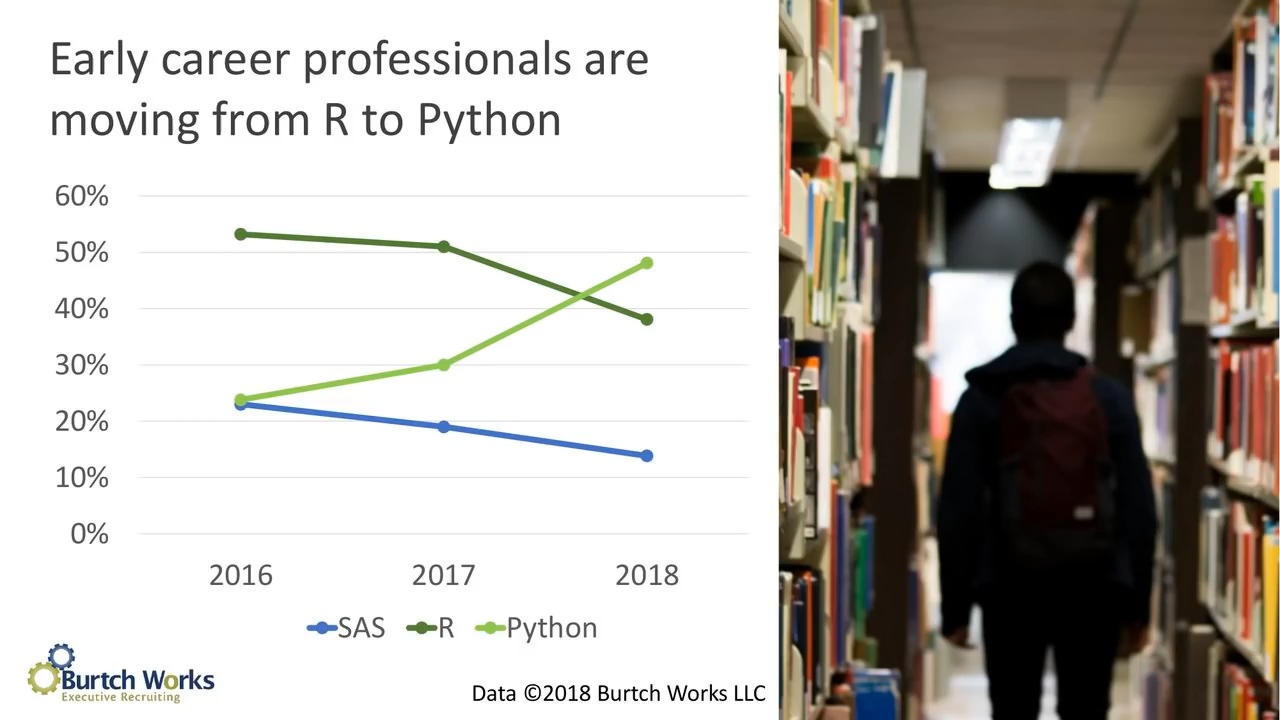 Early career professionals are
moving from R to Python
60%
50%
40%
30%
20%
10%
0%
2016 2017 2018
SAS R Python
Burtch Works
Executive Recruiting
Data ©2018 Burtch Works LLC